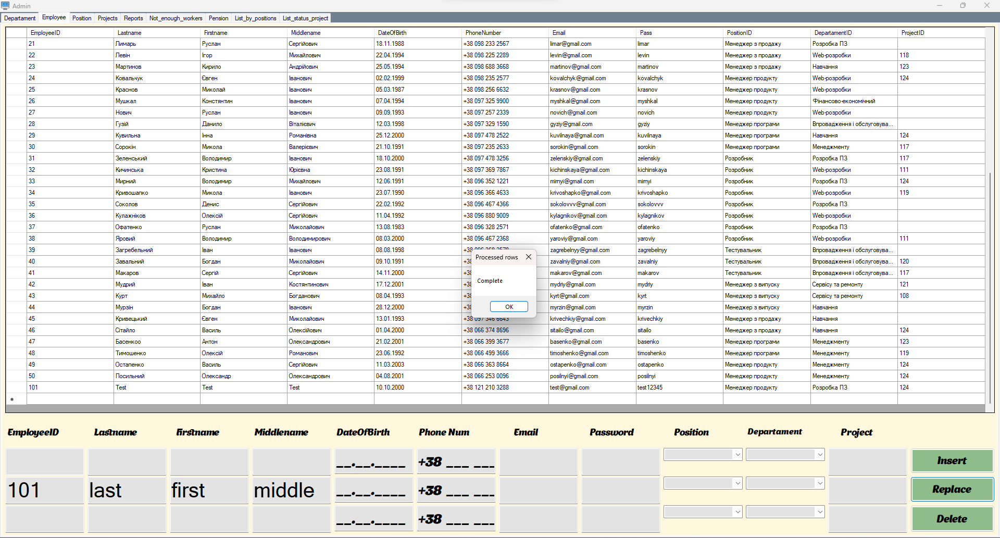 Admin
Departament Employee Position Projects Reports Not_enough_workers Pension List_by_positions List_status_project
EmployeeID Lastname Firstname Middlename DateOfBirth PhoneNumber Email Pass PositionID DepartamentID ProjectID
21 Лимарь Руслан Сергійович 18.11.1988 +38 098 233 2567 limar@gmail.com limar Менеджер з продажу Розробка ПЗ
22 Левін Ігор Михайлович 22.04.1994 +38 098 225 2289 levin@gmail.com levin Менеджер з продажу Web-розробки 118
23 Мартинов Кирило Андрійович 25.05.1994 +38 098 688 3668 martinov@gmail.com martinov Менеджер з продажу Навчання 123
24 Ковальчук Євген Іванович 02.02.1999 +38 098 235 2577 kovalchyk@gmail.com kovalchyk Менеджер продукту Web-розробки 124
25 Краснов Миколай Іванович 05.03.1987 +38 098 256 6632 krasnov@gmail.com krasnov Менеджер продукту Web-розробки
26 Мушкал Констянтин Іванович 07.04.1994 +38 097 325 9900 myshkal@gmail.com myshkal Менеджер продукту Фінансово-економічний
27 Нович Руслан Іванович 09.09.1993 +38 097 257 2339 novich@gmail.com novich Менеджер продукту Web-розробки
28 Гузій Данило Віталієвич 12.03.1998 +38 097 329 1590 gyziy@gmail.com gyziy Менеджер програми Впровадження і обслуговува...
29 Кувильна Інна Романівна 25.12.2000 +38 097 478 2522 kuvilnaya@gmail.com kuvilnaya Менеджер програми Навчання 124
30 Сорокін Микола Валерієвич 21.10.1991 +38 097 235 2633 sorokin@gmail.com sorokin Менеджер програми Менеджменту 117
31 Зеленський Володимир Іванович 18.10.2000 +38 097 478 3256 zelenskiy@gmail.com zelenskiy Розробник Розробка ПЗ 117
32 Кичинська Кристина Юрієвна 23.08.1991 +38 097 369 7867 kichinskaya@gmail.com kichinskaya Розробник Web-розробки 111
33 Мирний Володимир Михайлович 12.06.1991 +38 096 352 1221 mirnyi@gmail.com mirnyi Розробник Розробка ПЗ 124
34 Кривошапко Микола Іванович 23.07.1990 +38 096 366 4633 krivoshapko@gmail.com krivoshapko Розробник Web-розробки 119
35 Соколов Денис Сергійович 22.02.1992 +38 096 467 4366 sokolovvv@gmail.com sokolovvv Розробник Розробка ПЗ
36 Кулажніков Олексій Сергійович 11.04.1992 +38 096 880 9009 kylagnikov@gmail.com kylagnikov Розробник Web-розробки
37 Офатенко Руслан Миколайович 13.08.1983 +38 096 328 2571 ofatenko@gmail.com ofatenko Розробник Розробка ПЗ
38 Яровий Володимир Володимирович 08.03.2000 +38 096 467 2368 yaroviy@gmail.com yaroviy Розробник Web-розробки 111
39 Загребельний Іван Іванович 08.08.1998 +38 zagrebelnyy@gmail.com zagrebelnyy Тестувальник Впровадження і обслуговува...
40 Завальний Богдан Миколайович 09.10.1991 +38 zavalniy@gmail.com zavalniy Тестувальник Впровадження і обслуговува... 120
41 Макаров Сергій Сергійович 14.11.2000 +38 makarov@gmail.com makarov Тестувальник Впровадження і обслуговува... 117
42 Мудрий Іван Костянтинович 17.12.2001 +38 mydriy@gmail.com mydriy Менеджер з випуску Сервісу та ремонту 121
43 Курт Михайло Богданович 08.04.1993 +38 kyrt@gmail.com kyrt Менеджер з випуску Сервісу та ремонту 108
44 Мурзін Богдан Іванович 28.12.2000 +38 myrzin@gmail.com myrzin Менеджер з випуску Навчання
45 Кривецький Євген Миколайович 13.01.1993 +38 097 346 6643 krivechkiy@gmail.com krivechkiy Менеджер з продажу Навчання
46 Сітайло Василь Олексійович 01.04.2000 +38 066 374 8696 sitailo@gmail.com sitailo Менеджер з продажу Навчання 124
47 Басенкоо Антон Олександрович 21.02.2001 +38 066 399 3677 basenko@gmail.com basenko Менеджер програми Менеджменту 123
48 Тимошенко Олексій Романович 23.06.1992 +38 066 499 3666 timoshenko@gmail.com timoshenko Менеджер програми Менеджменту 119
49 Остапенко Василь Сергійович 11.03.2003 +38 066 363 8664 ostapenko@gmail.com ostapenko Менеджер продукту Менеджменту 124
50 Посильний Олександр Олександрович 04.08.2001 +38 066 253 0096 posilnyi@gmail.com posilnyi Менеджер продукту Менеджменту 124
101 Test Test Test 10.10.2000 +38 121 210 3288 test@gmail.com test12345 Менеджер продукту Розробка ПЗ 124
*
Processed rows
Complete
OK
EmployeeID Lastname Firstname Middlename DateOfBirth Phone Num Email Password Position Departament Project
__.__.____ +38 ___ ___ Insert
101 last first middle __.__.____ +38 ___ ___ Replace
__.__.____ +38 ___ ___ Delete